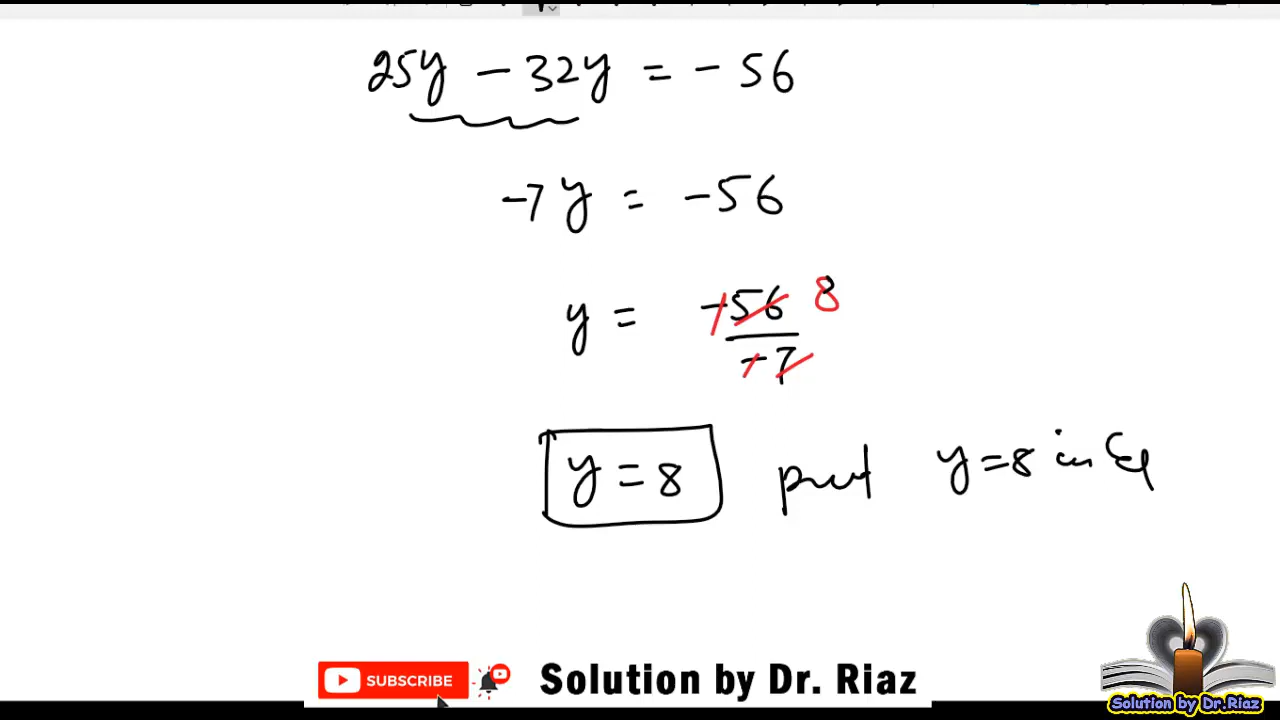 25y - 32y = - 56
-7y = -56
y = -56 8
-7
y = 8 put y=8 in Eq
SUBSCRIBE Solution by Dr. Riaz
Solution by Dr.Riaz